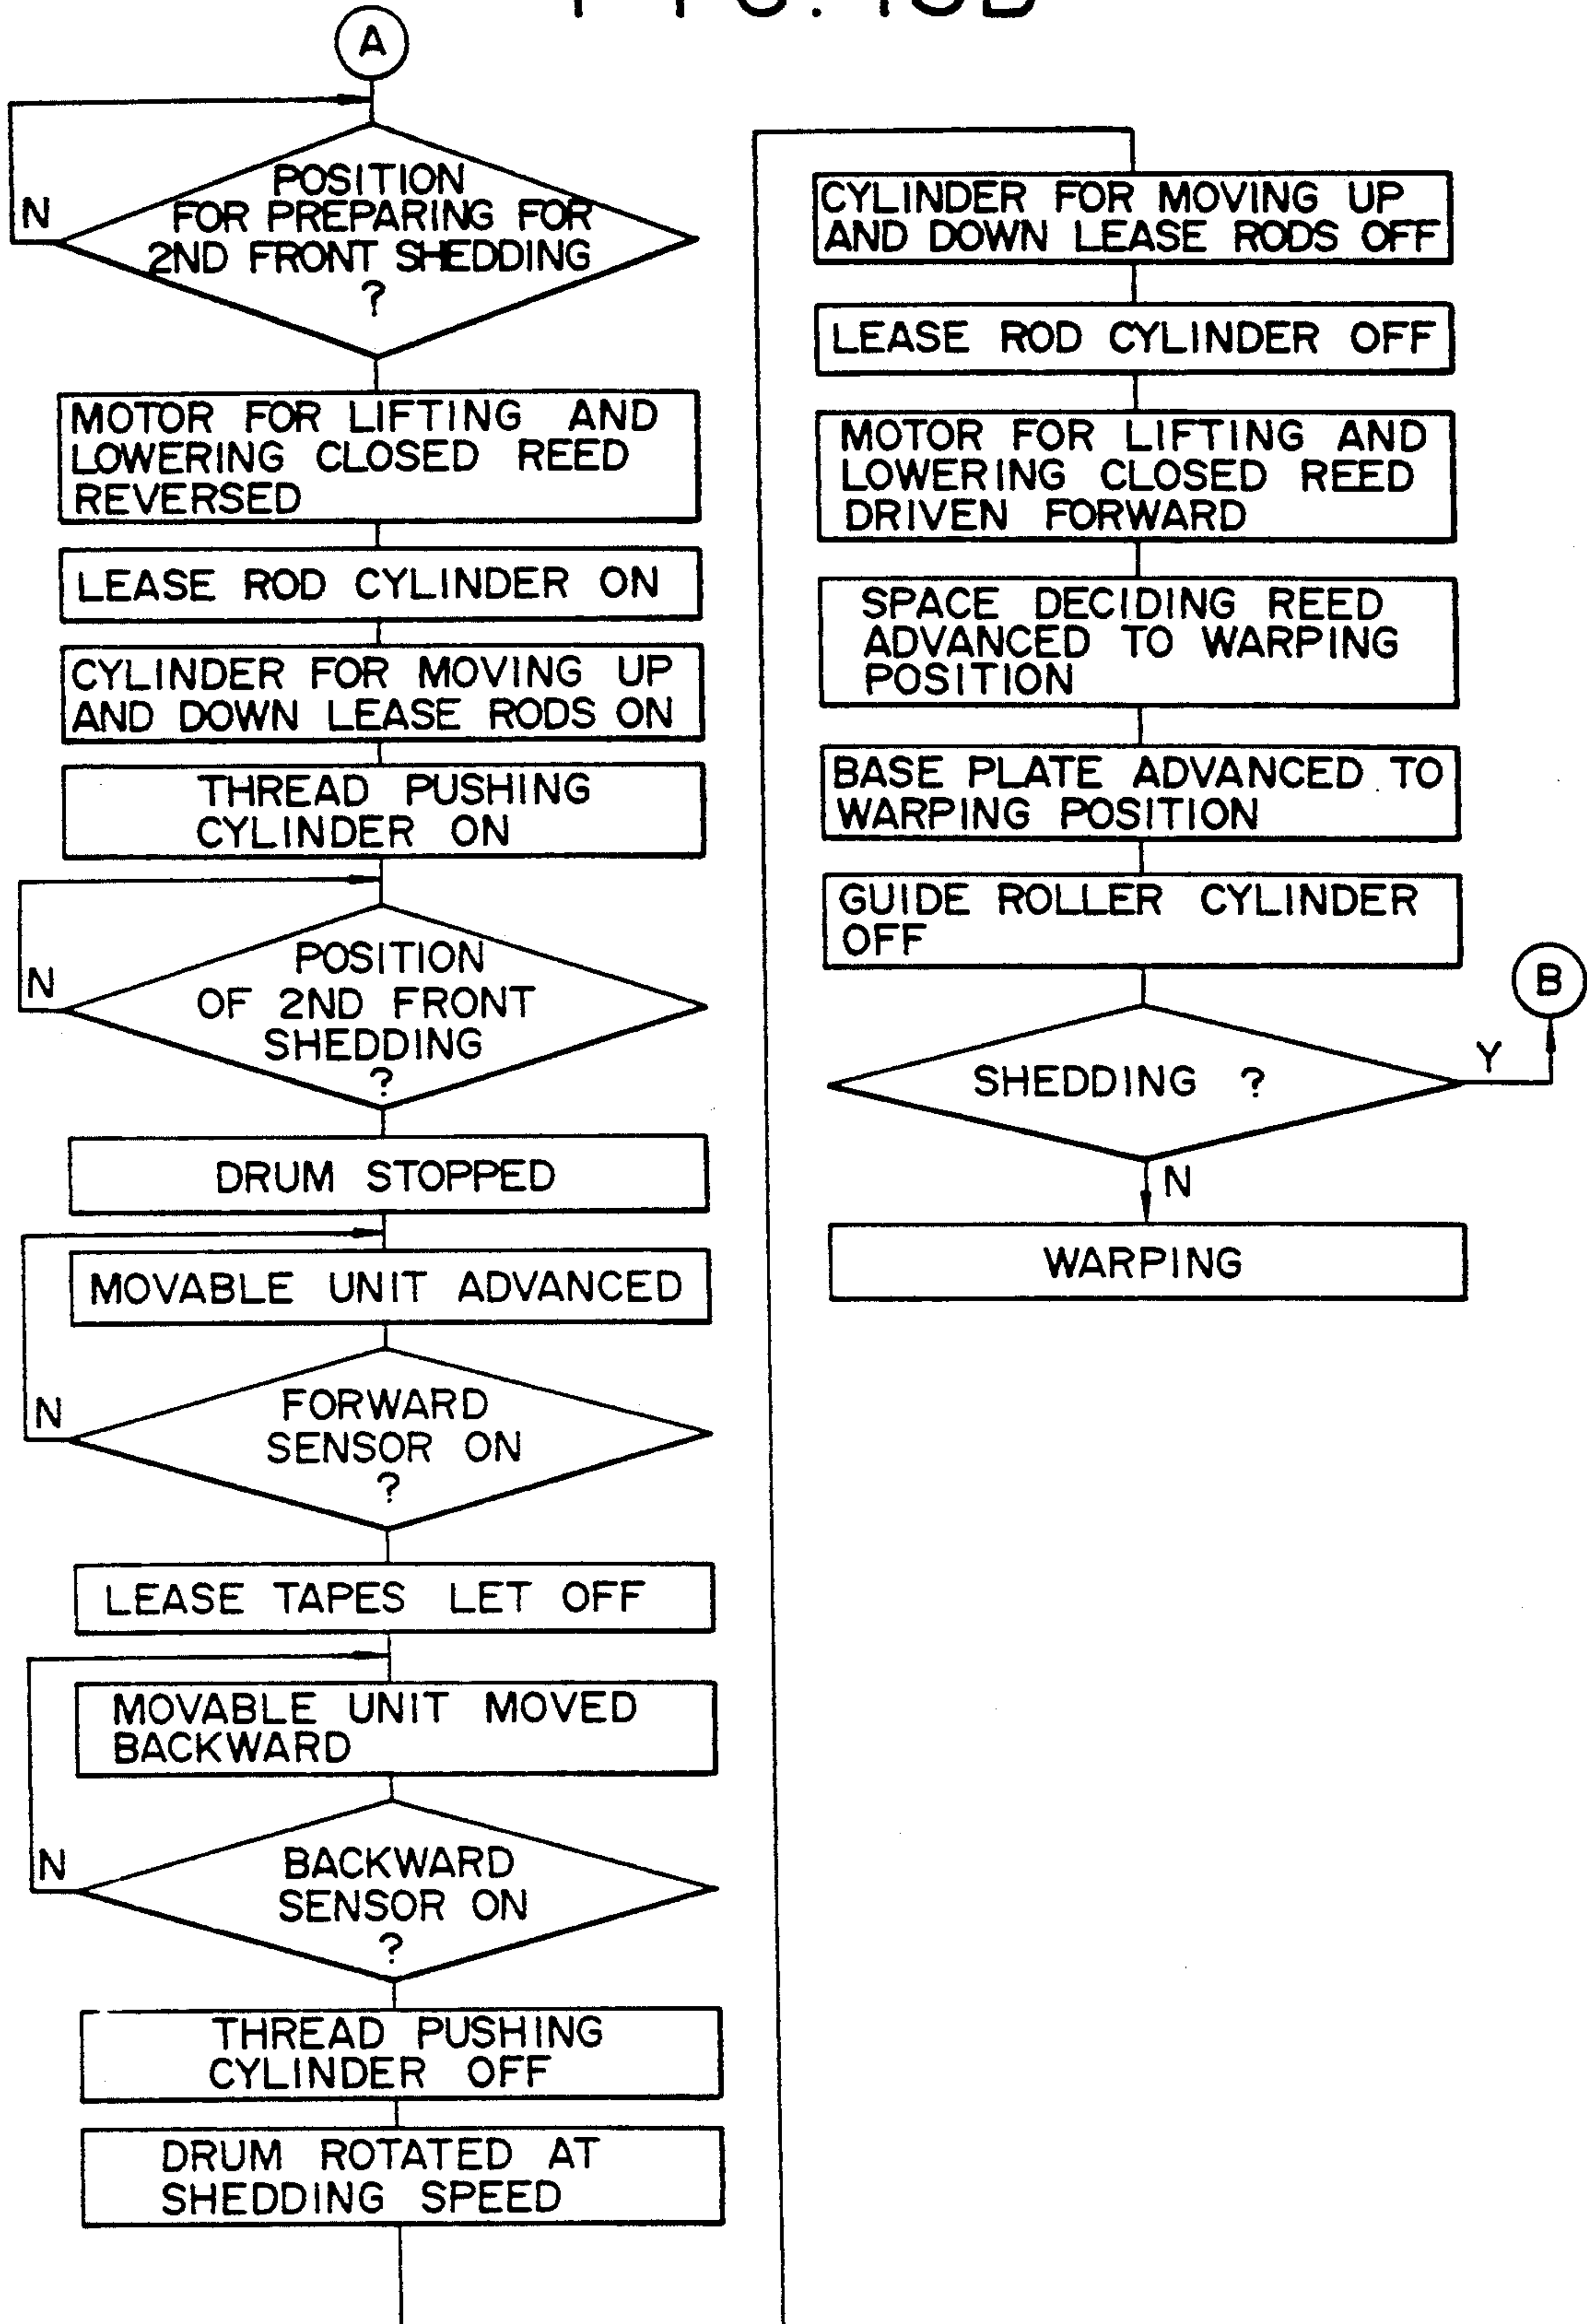 A
N
POSITION
FOR PREPARING FOR
2ND FRONT SHEDDING
?
MOTOR FOR LIFTING AND
LOWERING CLOSED REED
REVERSED
LEASE ROD CYLINDER ON
CYLINDER FOR MOVING UP
AND DOWN LEASE RODS ON
THREAD PUSHING
CYLINDER ON
N
POSITION
OF 2ND FRONT
SHEDDING
?
DRUM STOPPED
MOVABLE UNIT ADVANCED
N
FORWARD
SENSOR ON
?
LEASE TAPES LET OFF
MOVABLE UNIT MOVED
BACKWARD
N
BACKWARD
SENSOR ON
?
THREAD PUSHING
CYLINDER OFF
DRUM ROTATED AT
SHEDDING SPEED
CYLINDER FOR MOVING UP
AND DOWN LEASE RODS OFF
LEASE ROD CYLINDER OFF
MOTOR FOR LIFTING AND
LOWERING CLOSED REED
DRIVEN FORWARD
SPACE DECIDING REED
ADVANCED TO WARPING
POSITION
BASE PLATE ADVANCED TO
WARPING POSITION
GUIDE ROLLER CYLINDER
OFF
B
SHEDDING ?
Y
N
WARPING